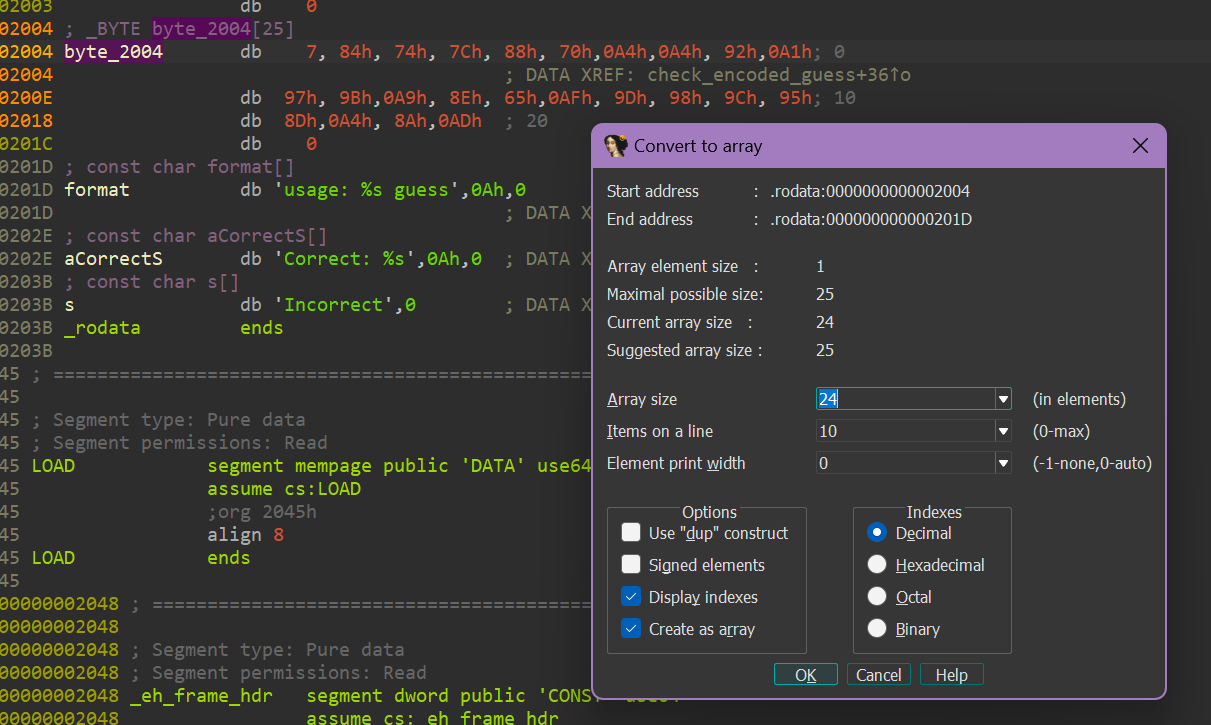 02003 db 0
02004 ; _BYTE byte_2004[25]
02004 byte_2004 db 7, 84h, 74h, 7Ch, 88h, 70h,0A4h,0A4h, 92h,0A1h; 0
02004 ; DATA XREF: check_encoded_guess+36↑o
0200E db 97h, 9Bh,0A9h, 8Eh, 65h,0AFh, 9Dh, 98h, 9Ch, 95h; 10
02018 db 8Dh,0A4h, 8Ah,0ADh ; 20
0201C db 0
0201D ; const char format[]
0201D format db 'usage: %s guess',0Ah,0
0201D ; DATA X
0202E ; const char aCorrectS[]
0202E aCorrectS db 'Correct: %s',0Ah,0 ; DATA X
0203B ; const char s[]
0203B s db 'Incorrect',0 ; DATA X
0203B _rodata ends
0203B
45 ; ==================================================
45
45 ; Segment type: Pure data
45 ; Segment permissions: Read
45 LOAD segment mempage public 'DATA' use64
45 assume cs:LOAD
45 ;org 2045h
45 align 8
45 LOAD ends
45
00000002048 ; =========================================
00000002048
00000002048 ; Segment type: Pure data
00000002048 ; Segment permissions: Read
00000002048 _eh_frame_hdr segment dword public 'CONST' use64
00000002048 assume cs:_eh_frame_hdr
Convert to array
Start address : .rodata:0000000000002004
End address : .rodata:000000000000201D
Array element size : 1
Maximal possible size: 25
Current array size : 24
Suggested array size : 25
Array size 24 (in elements)
Items on a line 10 (0-max)
Element print width 0 (-1-none,0-auto)
Options
Use "dup" construct
Signed elements
Display indexes
Create as array
Indexes
Decimal
Hexadecimal
Octal
Binary
OK Cancel Help